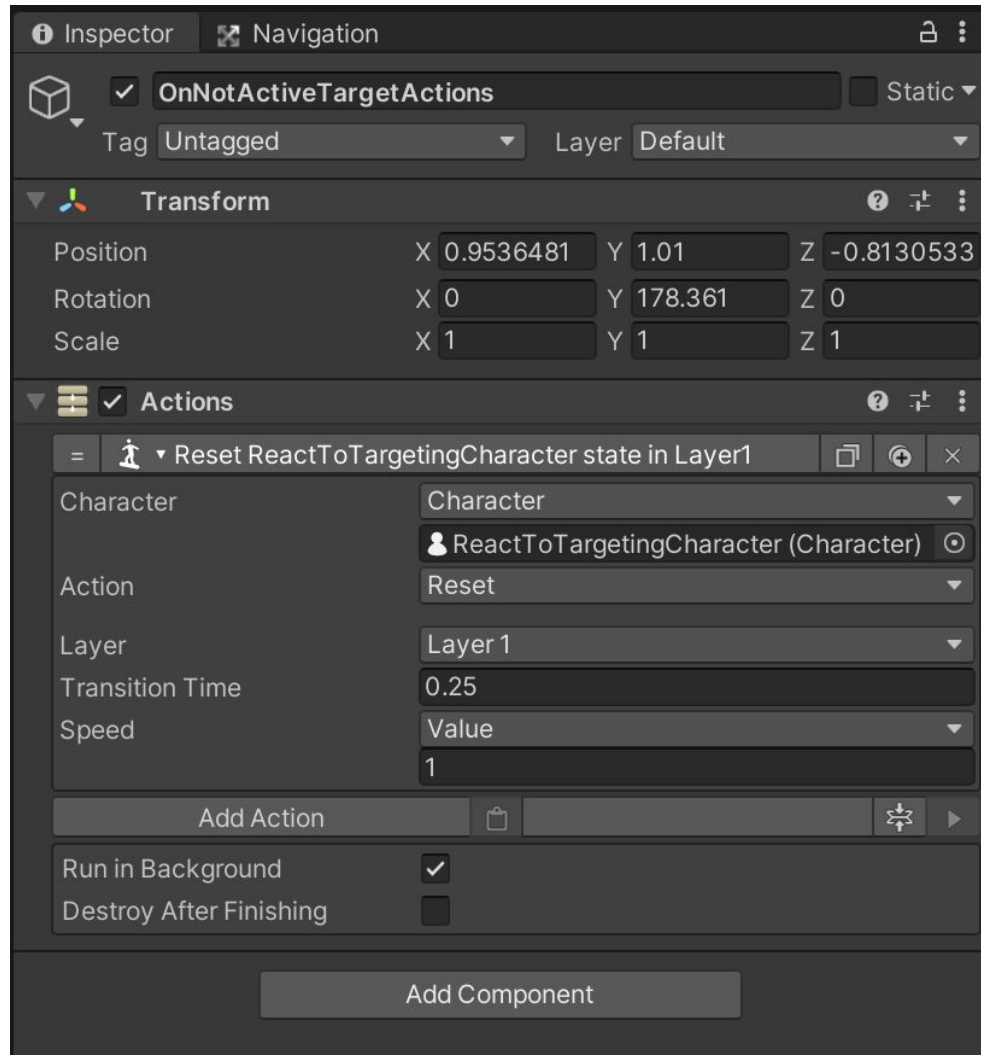 Inspector Navigation
OnNotActiveTargetActions Static
Tag Untagged Layer Default
Transform
Position X 0.9536481 Y 1.01 Z -0.8130533
Rotation X 0 Y 178.361 Z 0
Scale X 1 Y 1 Z 1
Actions
= Reset ReactToTargetingCharacter state in Layer1
Character Character
ReactToTargetingCharacter (Character)
Action Reset
Layer Layer 1
Transition Time 0.25
Speed Value
1
Add Action
Run in Background
Destroy After Finishing
Add Component